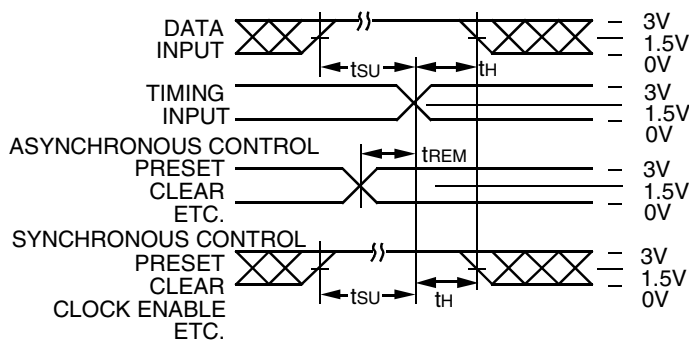 DATA
INPUT
tSU
tH
3V
1.5V
0V
TIMING
INPUT
3V
1.5V
0V
ASYNCHRONOUS CONTROL
PRESET
CLEAR
ETC.
tREM
3V
1.5V
0V
SYNCHRONOUS CONTROL
PRESET
CLEAR
CLOCK ENABLE
ETC.
tSU
tH
3V
1.5V
0V